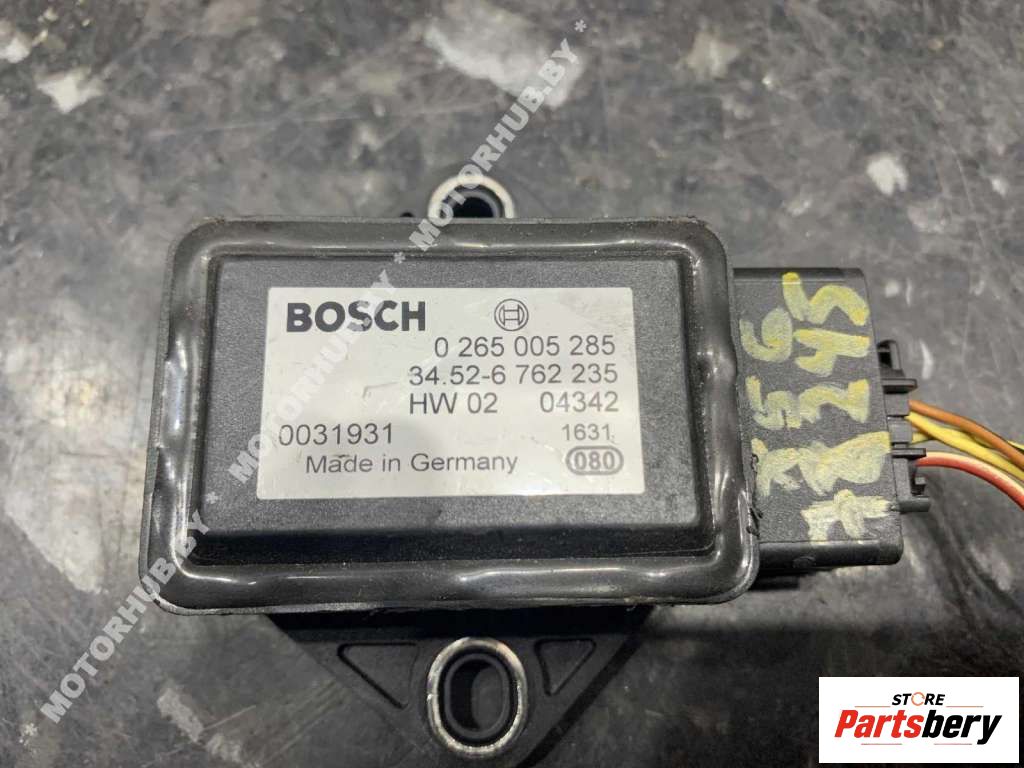 BOSCH
0 265 005 285
34.52-6 762 235
HW 02 04342
0031931 1631
Made in Germany 080
MOTORHUB.BY * MOTORHUB.BY * MOTORHUB.BY *
STORE
Partsbery